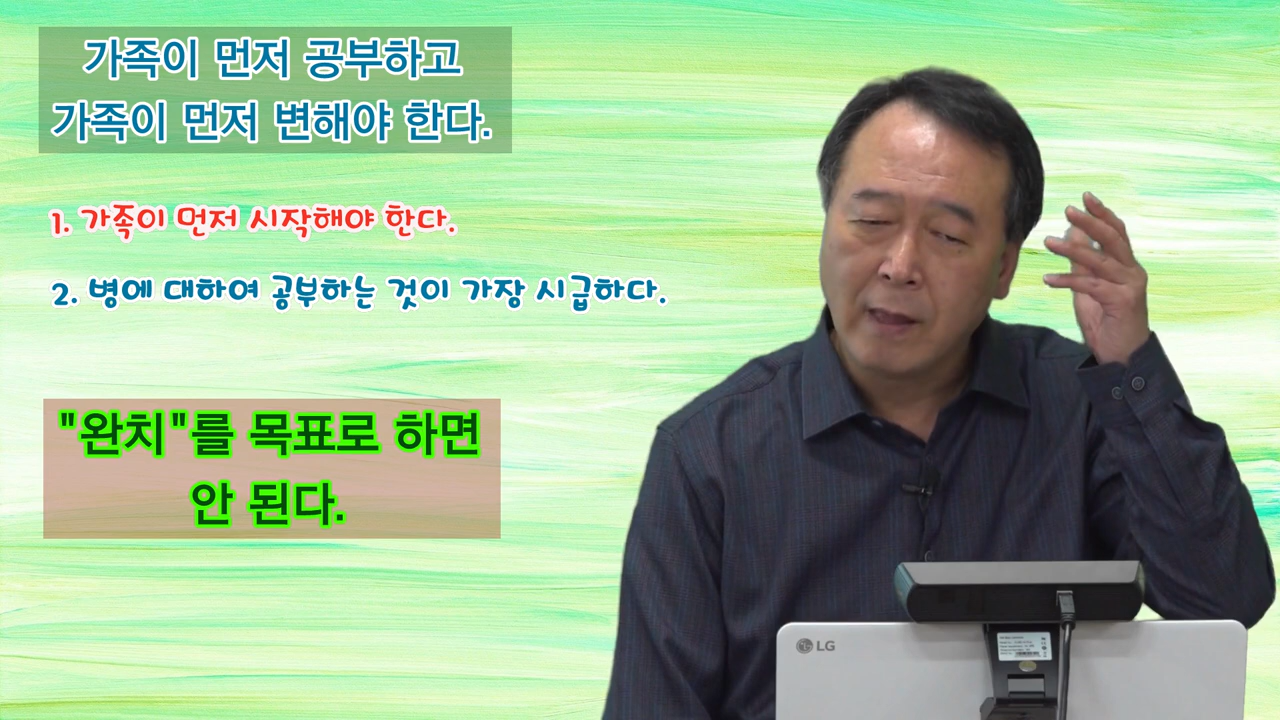 가족이 먼저 공부하고
가족이 먼저 변해야 한다.
1. 가족이 먼저 시작해야 한다.
2. 병에 대하여 공부하는 것이 가장 시급하다.
"완치"를 목표로 하면
안 된다.
LG